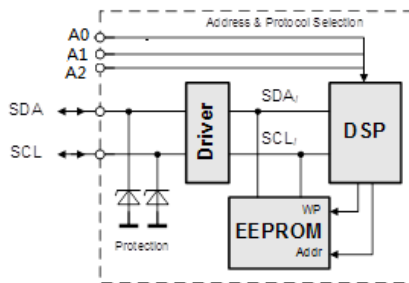 Address & Protocol Selection
A0
A1
A2
SDA
SDAI
SCL
SCLI
Driver
DSP
WP
EEPROM
Addr
Protection